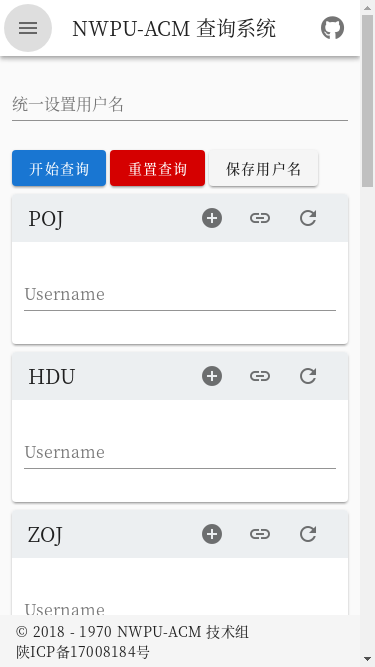 NWPU-ACM 查询系统
统一设置用户名
开始查询 重置查询 保存用户名
POJ
Username
HDU
Username
ZOJ
Username
© 2018 - 1970 NWPU-ACM 技术组
陕ICP备17008184号